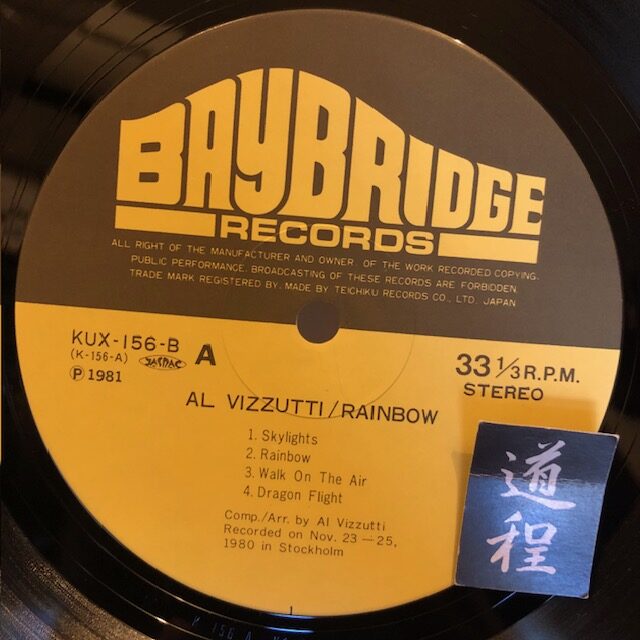 BAYBRIDGE
RECORDS
ALL RIGHT OF THE MANUFACTURER AND OWNER OF THE WORK RECORDED COPYING.
PUBLIC PERFORMANCE. BROADCASTING OF THESE RECORDS ARE FORBIDDEN
TRADE MARK REGISTERED BY. MADE BY TEICHIKU RECORDS CO., LTD. JAPAN
KUX-156-B A
(K-156-A) JASRAC
Ⓟ1981
33 1/3 R.P.M.
STEREO
AL VIZZUTTI/RAINBOW
1. Skylights
2. Rainbow
3. Walk On The Air
4. Dragon Flight
Comp./Arr. by Al Vizzutti
Recorded on Nov. 23—25,
1980 in Stockholm
道程